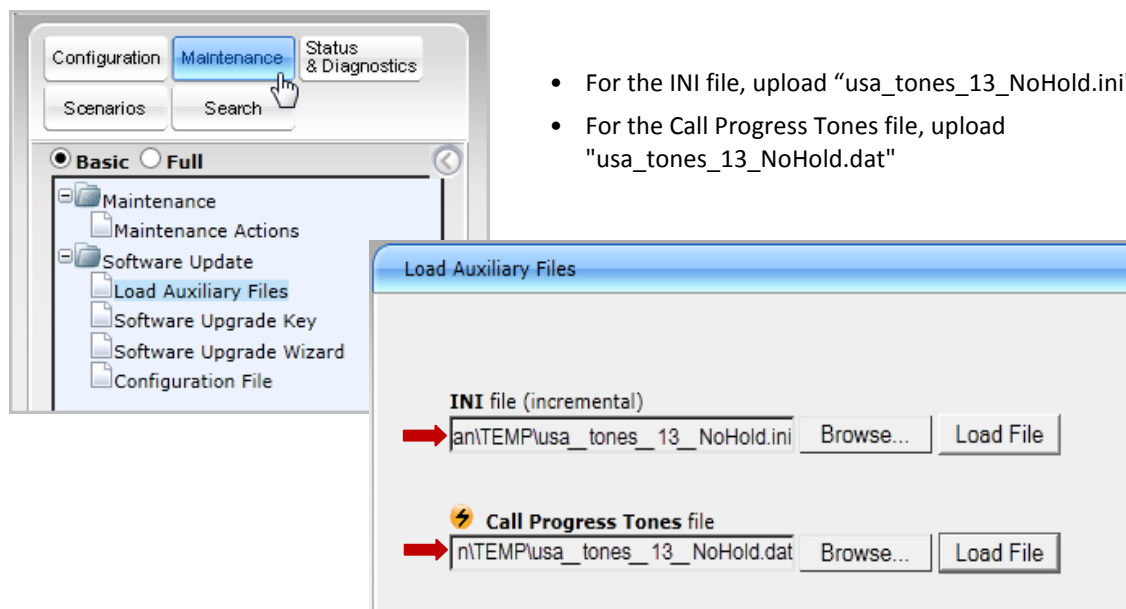 Configuration
Maintenance
Status
& Diagnostics
Scenarios
Search
Basic Full
Maintenance
Maintenance Actions
Software Update
Load Auxiliary Files
Software Upgrade Key
Software Upgrade Wizard
Configuration File
• For the INI file, upload “usa_tones_13_NoHold.ini"
• For the Call Progress Tones file, upload
"usa_tones_13_NoHold.dat"
Load Auxiliary Files
INI file (incremental)
an\TEMP\usa__tones__13__NoHold.ini Browse... Load File
Call Progress Tones file
n\TEMP\usa__tones__13__NoHold.dat Browse... Load File